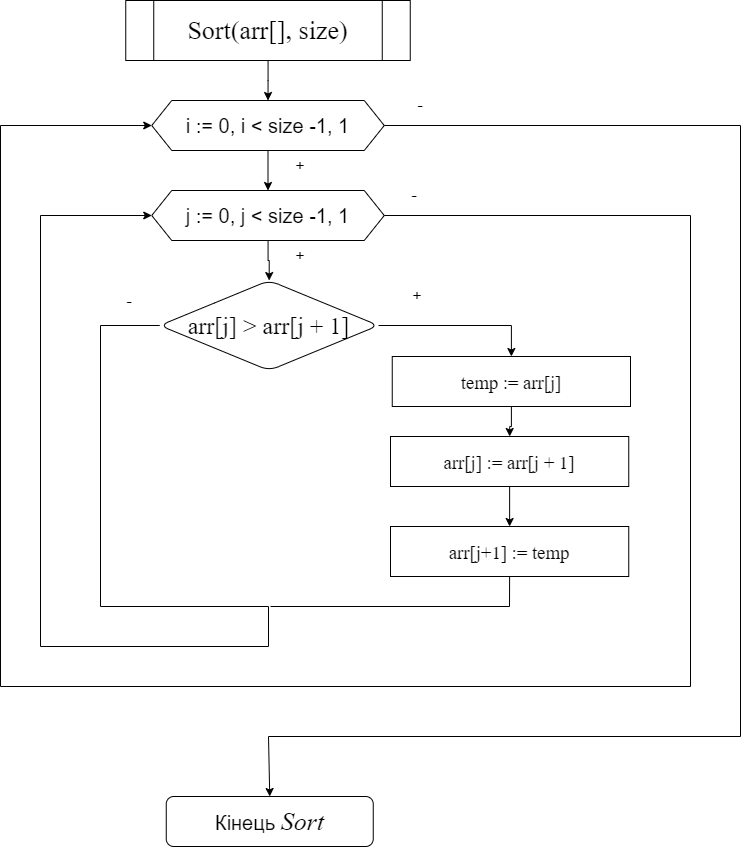 Sort(arr[], size)
-
i := 0, i < size -1, 1
+
-
j := 0, j < size -1, 1
+
-
+
arr[j] > arr[j + 1]
temp := arr[j]
arr[j] := arr[j + 1]
arr[j+1] := temp
Кінець Sort